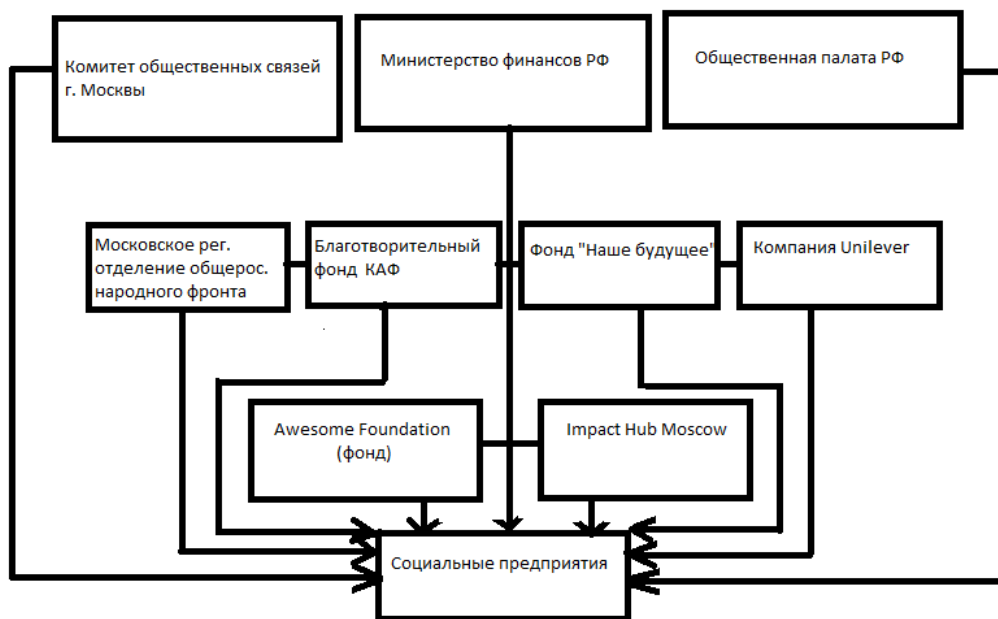 Комитет общественных связей
г. Москвы
Министерство финансов РФ
Общественная палата РФ
Московское рег.
отделение общерос.
народного фронта
Благотворительный
фонд КАФ
Фонд "Наше будущее"
Компания Unilever
Awesome Foundation
(фонд)
Impact Hub Moscow
Социальные предприятия